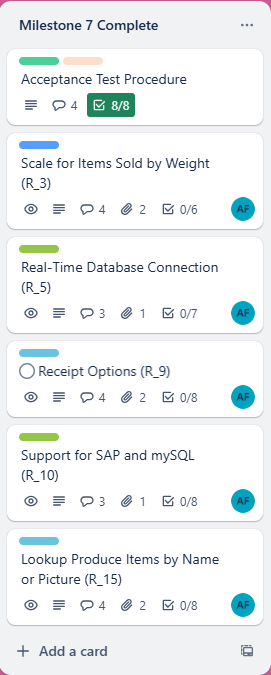 Milestone 7 Complete
Acceptance Test Procedure
4 8/8
Scale for Items Sold by Weight
(R_3)
4 2 0/6 AF
Real-Time Database Connection
(R_5)
3 1 0/7 AF
Receipt Options (R_9)
4 2 0/8 AF
Support for SAP and mySQL
(R_10)
3 1 0/8 AF
Lookup Produce Items by Name
or Picture (R_15)
4 2 0/8 AF
+ Add a card